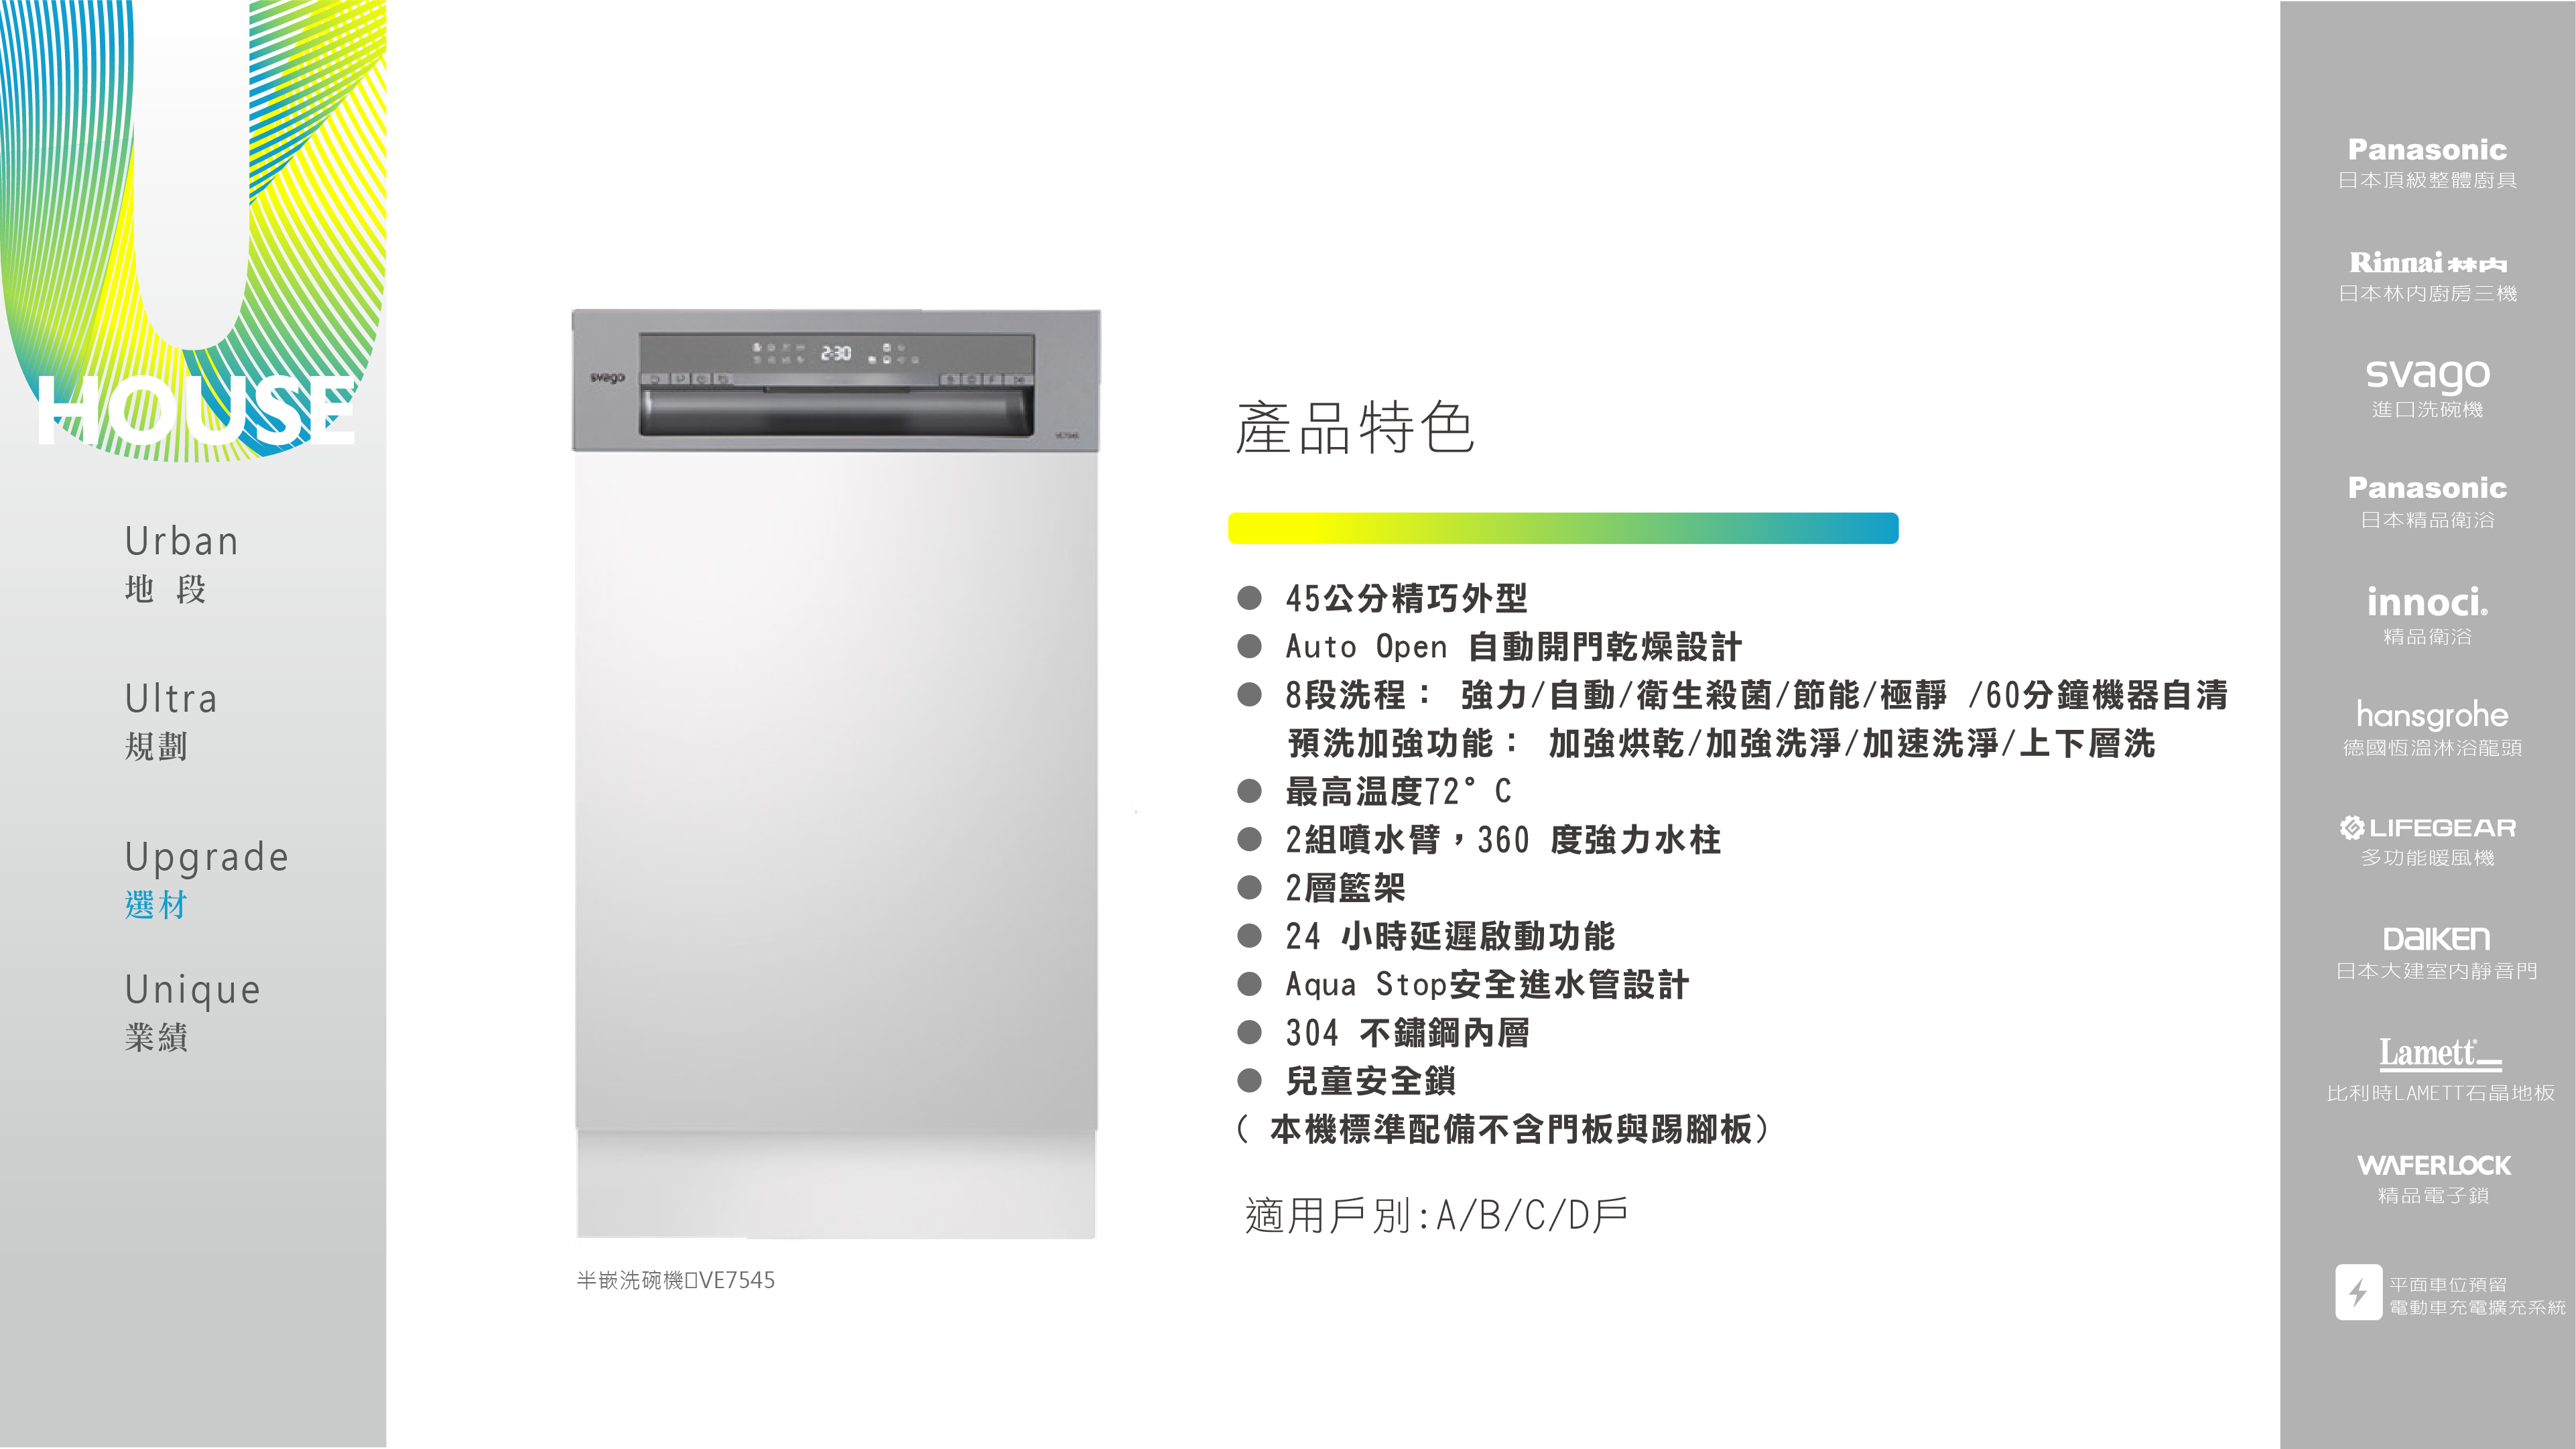 U
HOUSE
Urban
地 段
Ultra
規劃
Upgrade
選材
Unique
業績
svago
2:30
VE7545
半嵌洗碗機▯VE7545
產品特色
● 45公分精巧外型
● Auto Open 自動開門乾燥設計
● 8段洗程： 強力/自動/衛生殺菌/節能/極靜 /60分鐘機器自清
預洗加強功能： 加強烘乾/加強洗淨/加速洗淨/上下層洗
● 最高温度72° C
● 2組噴水臂，360 度強力水柱
● 2層籃架
● 24 小時延遲啟動功能
● Aqua Stop安全進水管設計
● 304 不鏽鋼內層
● 兒童安全鎖
( 本機標準配備不含門板與踢腳板)
適用戶別:A/B/C/D戶
Panasonic
日本頂級整體廚具
Rinnai 林内
日本林內廚房三機
svago
進口洗碗機
Panasonic
日本精品衛浴
innoci®
精品衛浴
hansgrohe
德國恆溫淋浴龍頭
LIFEGEAR
多功能暖風機
DAIKEN
日本大建室內靜音門
Lamett®
比利時LAMETT石晶地板
WAFERLOCK
精品電子鎖
平面車位預留
電動車充電擴充系統